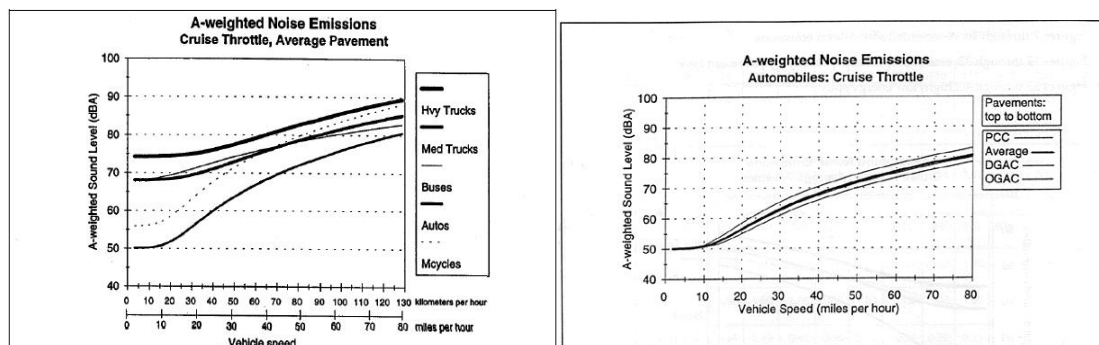 A-weighted Noise Emissions
Cruise Throttle, Average Pavement
A-weighted Sound Level (dBA)
100
90
80
70
60
50
40
Hvy Trucks
Med Trucks
Buses
Autos
Mcycles
0 10 20 30 40 50 60 70 80 90 100 110 120 130 kilometers per hour
0 10 20 30 40 50 60 70 80 miles per hour
Vehicle speed
A-weighted Noise Emissions
Automobiles: Cruise Throttle
A-weighted Sound Level (dBA)
100
90
80
70
60
50
40
Pavements:
top to bottom
PCC
Average
DGAC
OGAC
0 10 20 30 40 50 60 70 80
Vehicle Speed (miles per hour)